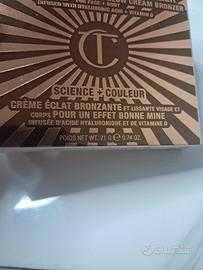 FOR FACE + BODY
CREAM BRONZER
INFUSED WITH HYALURONIC ACID + VITAMIN D
CT
SCIENCE + COULEUR
CRÈME ÉCLAT BRONZANTE ET LISSANTE VISAGE ET
CORPS POUR UN EFFET BONNE MINE
INFUSÉE D'ACIDE HYALURONIQUE ET DE VITAMINE D
POIDS NET WT. 21 G ℮ 0.74 OZ.
subito